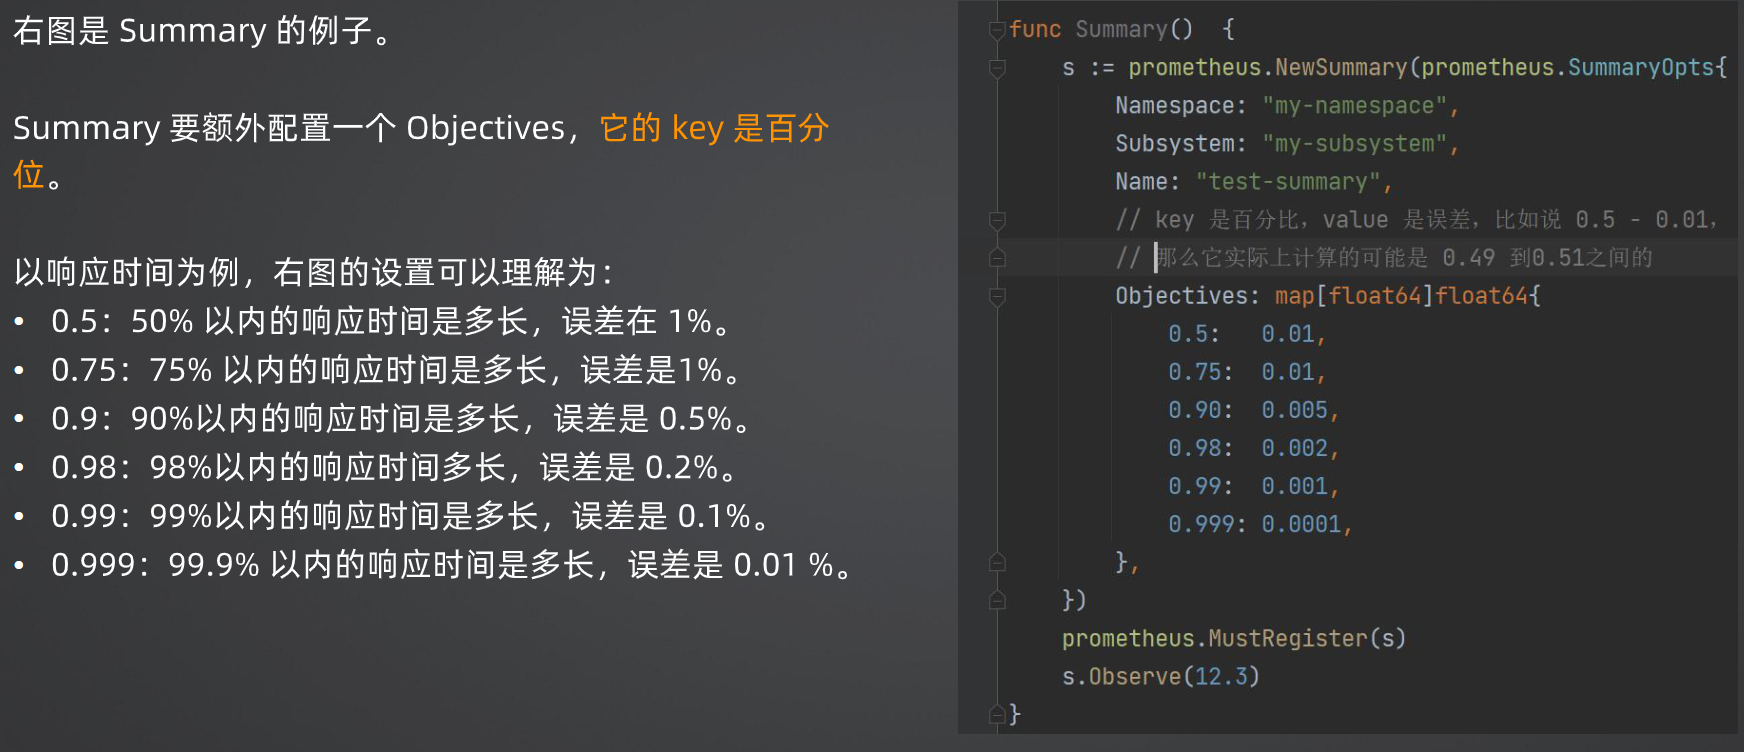 右图是 Summary 的例子。
Summary 要额外配置一个 Objectives，它的 key 是百分
位。
以响应时间为例，右图的设置可以理解为：
• 0.5：50% 以内的响应时间是多长，误差在 1%。
• 0.75：75% 以内的响应时间是多长，误差是1%。
• 0.9：90%以内的响应时间是多长，误差是 0.5%。
• 0.98：98%以内的响应时间多长，误差是 0.2%。
• 0.99：99%以内的响应时间是多长，误差是 0.1%。
• 0.999：99.9% 以内的响应时间是多长，误差是 0.01 %。
func Summary() {
s := prometheus.NewSummary(prometheus.SummaryOpts{
Namespace: "my-namespace",
Subsystem: "my-subsystem",
Name: "test-summary",
// key 是百分比，value 是误差，比如说 0.5 - 0.01，
// 那么它实际上计算的可能是 0.49 到0.51之间的
Objectives: map[float64]float64{
0.5: 0.01,
0.75: 0.01,
0.90: 0.005,
0.98: 0.002,
0.99: 0.001,
0.999: 0.0001,
},
})
prometheus.MustRegister(s)
s.Observe(12.3)
}